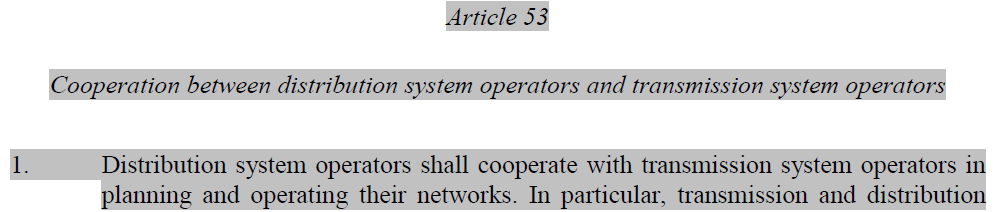 Article 53
Cooperation between distribution system operators and transmission system operators
1. Distribution system operators shall cooperate with transmission system operators in
planning and operating their networks. In particular, transmission and distribution